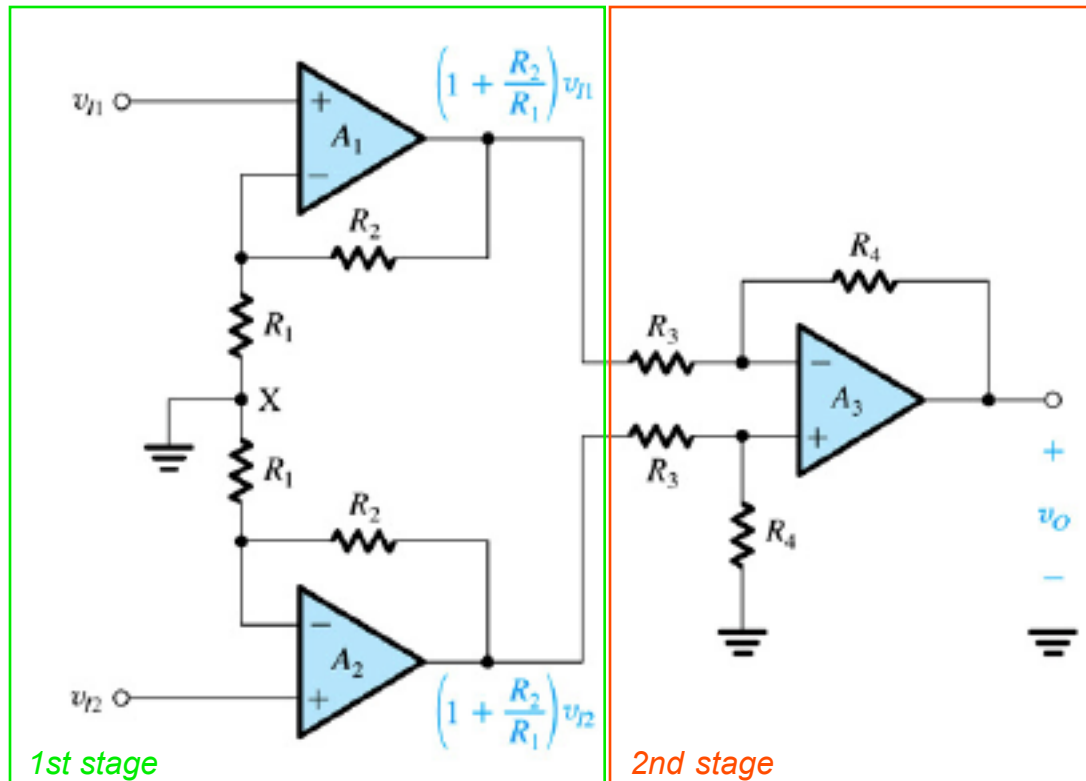 (1 + R₂/R₁) v_I1
v_I1
+
A₁
−
R₂
R₁
X
R₁
R₂
−
A₂
+
v_I2
(1 + R₂/R₁) v_I2
1st stage
R₄
R₃
−
A₃
+
R₃
R₄
+
v_O
−
2nd stage